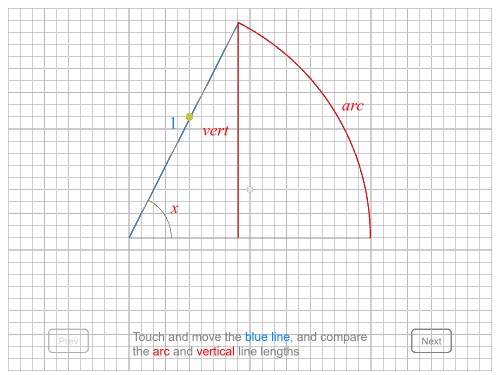 arc
1
vert
x
Touch and move the blue line, and compare
the arc and vertical line lengths
Prev
Next